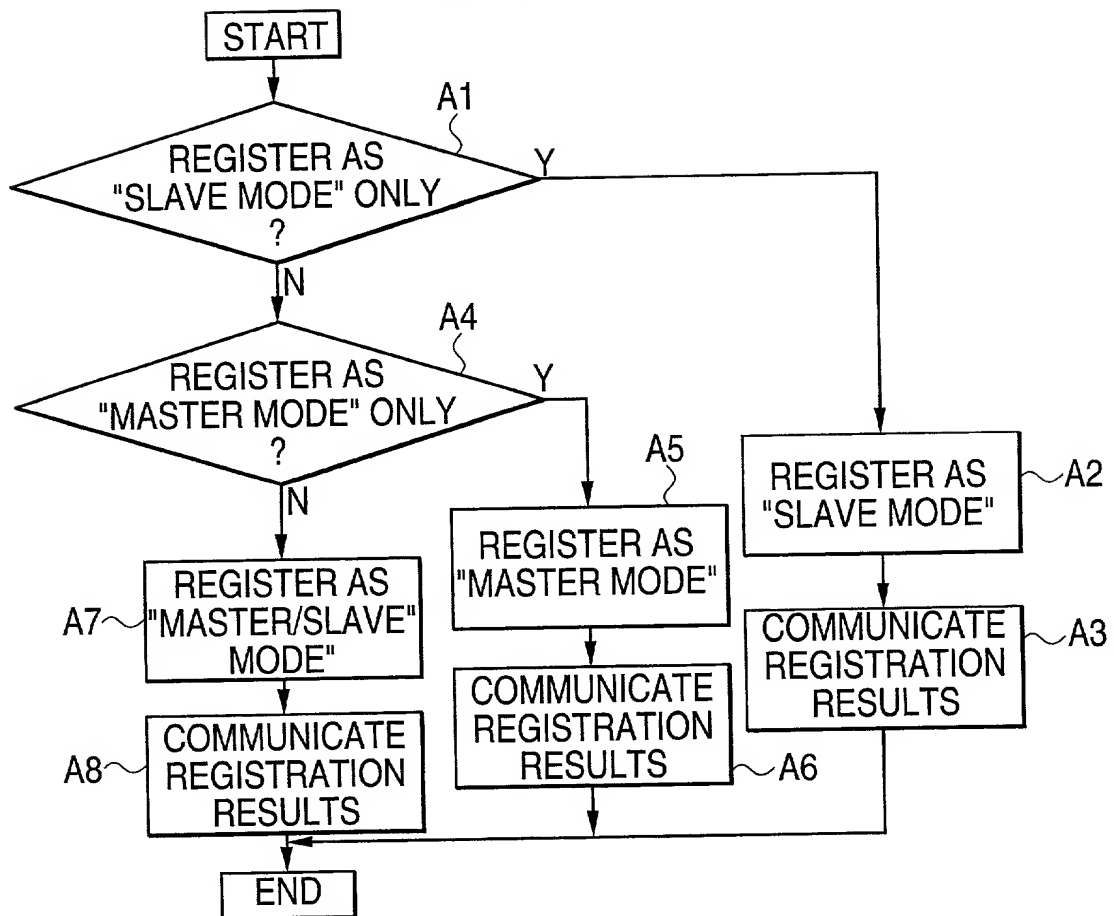 START
A1
REGISTER AS
"SLAVE MODE" ONLY
?
Y
N
A4
REGISTER AS
"MASTER MODE" ONLY
?
Y
N
A5
REGISTER AS
"SLAVE MODE"
A2
REGISTER AS
"MASTER MODE"
REGISTER AS
"MASTER/SLAVE"
MODE"
A7
COMMUNICATE
REGISTRATION
RESULTS
A3
COMMUNICATE
REGISTRATION
RESULTS
A6
COMMUNICATE
REGISTRATION
RESULTS
A8
END